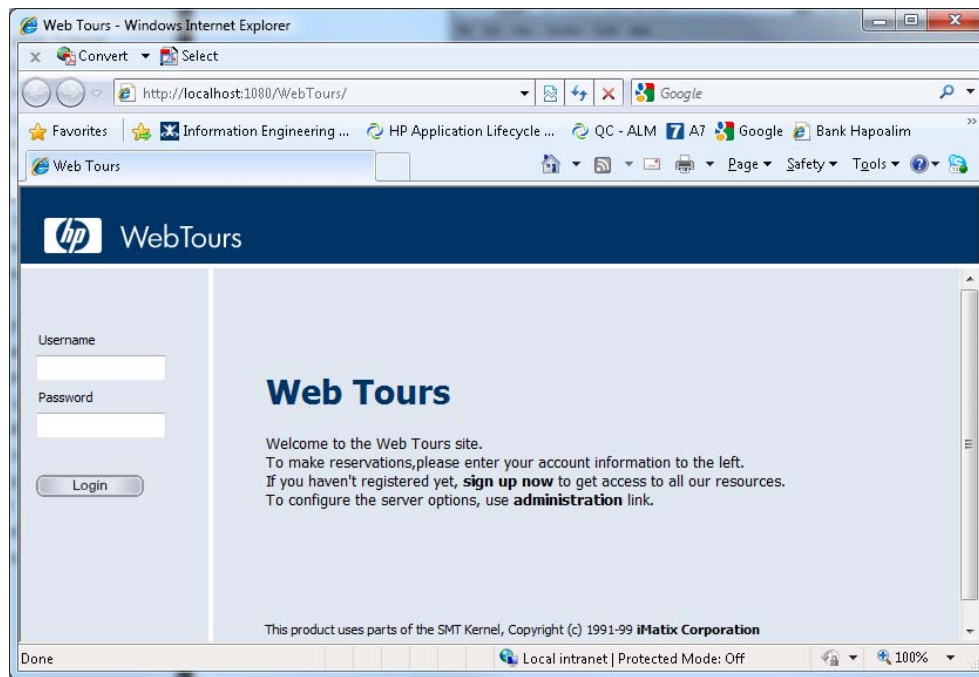 Web Tours - Windows Internet Explorer
x Convert Select
http://localhost:1080/WebTours/ Google
Favorites Information Engineering ... HP Application Lifecycle ... QC - ALM 7 A7 Google Bank Hapoalim »
Web Tours Page Safety Tools
hp WebTours
Username
Password
Login
Web Tours
Welcome to the Web Tours site.
To make reservations,please enter your account information to the left.
If you haven't registered yet, sign up now to get access to all our resources.
To configure the server options, use administration link.
This product uses parts of the SMT Kernel, Copyright (c) 1991-99 iMatix Corporation
Done Local intranet | Protected Mode: Off 100%